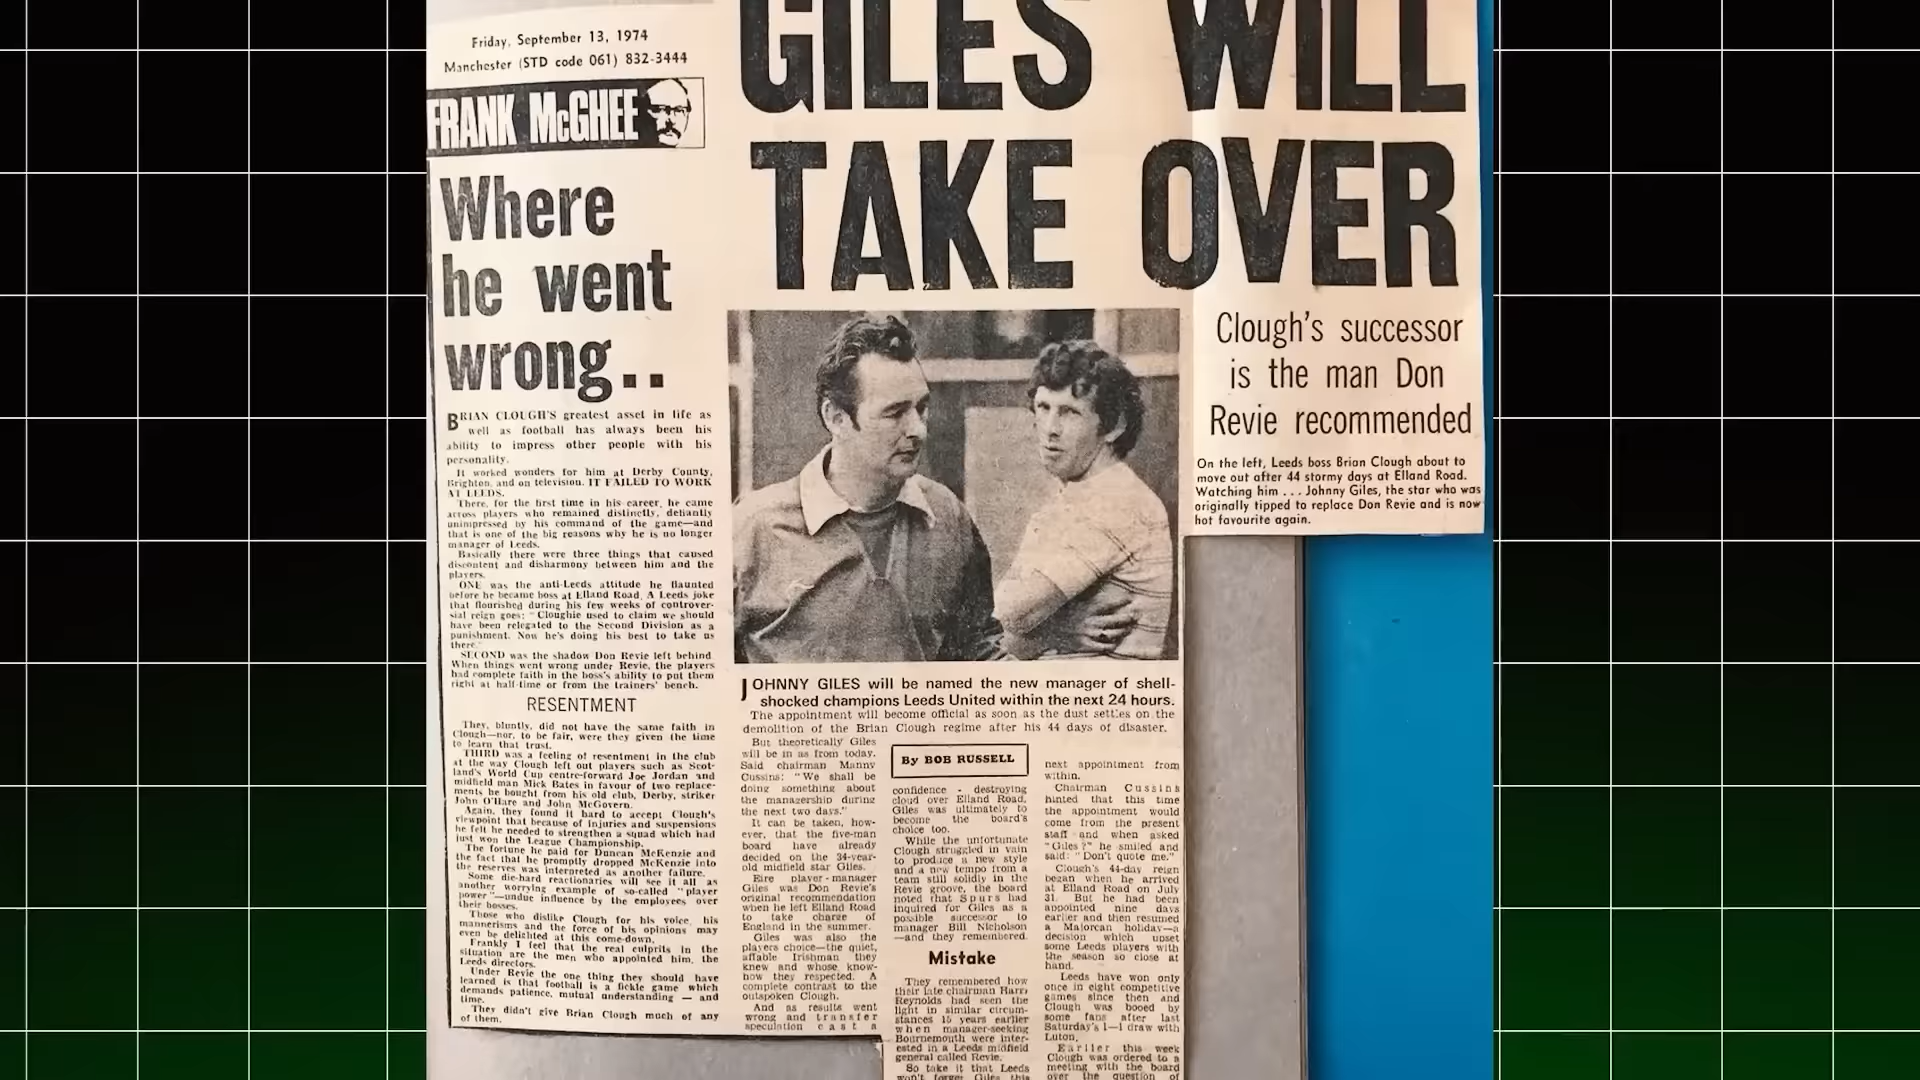 Friday, September 13, 1974
Manchester (STD code 061) 832-3444
FRANK McGHEE
Where
he went
wrong..
BRIAN CLOUGH'S greatest asset in life as
well as football has always been his
ability to impress other people with his
personality.
It worked wonders for him at Derby County,
Brighton, and on television. IT FAILED TO WORK
AT LEEDS.
There, for the first time in his career, he came
across players who remained distinctly, defiantly
unimpressed by his command of the game—and
that is one of the big reasons why he is no longer
manager of Leeds.
Basically there were three things that caused
discontent and disharmony between him and the
players.
ONE was the anti-Leeds attitude he flaunted
before he became boss at Elland Road. A Leeds joke
that flourished during his few weeks of controver-
sial reign goes: "Cloughie used to claim we should
have been relegated to the Second Division as a
punishment. Now he's doing his best to take us
there."
SECOND was the shadow Don Revie left behind.
When things went wrong under Revie, the players
had complete faith in the boss's ability to put them
right at half-time or from the trainers' bench.
RESENTMENT
They, bluntly, did not have the same faith in
Clough—nor, to be fair, were they given the time
to learn that trust.
THIRD was a feeling of resentment in the club
at the way Clough left out players such as Scot-
land's World Cup centre-forward Joe Jordan and
midfield man Mick Bates in favour of two replace-
ments he bought from his old club, Derby, striker
John O'Hare and John McGovern.
Again, they found it hard to accept Clough's
viewpoint that because of injuries and suspensions
he felt he needed to strengthen a squad which had
just won the League Championship.
The fortune he paid for Duncan McKenzie and
the fact that he promptly dropped McKenzie into
the reserves was interpreted as another failure.
Some die-hard reactionaries will see it all as
another worrying example of so-called "player
power"—undue influence by the employees over
their bosses.
Those who dislike Clough for his voice, his
mannerisms and the force of his opinions may
even be delighted at this come-down.
Frankly I feel that the real culprits in the
situation are the men who appointed him, the
Leeds directors.
Under Revie the one thing they should have
learned is that football is a fickle game which
demands patience, mutual understanding — and
time.
They didn't give Brian Clough much of any
of them.
GILES WILL
TAKE OVER
Clough's successor
is the man Don
Revie recommended
On the left, Leeds boss Brian Clough about to
move out after 44 stormy days at Elland Road.
Watching him . . . Johnny Giles, the star who was
originally tipped to replace Don Revie and is now
hot favourite again.
JOHNNY GILES will be named the new manager of shell-
shocked champions Leeds United within the next 24 hours.
The appointment will become official as soon as the dust settles on the
demolition of the Brian Clough regime after his 44 days of disaster.
But theoretically Giles
will be in as from today.
Said chairman Manny
Cussins: "We shall be
doing something about
the managership during
the next two days."
It can be taken, how-
ever, that the five-man
board have already
decided on the 34-year-
old midfield star Giles.
Eire player-manager
Giles was Don Revie's
original recommendation
when he left Elland Road
to take charge of
England in the summer.
Giles was also the
players choice—the quiet,
affable Irishman they
knew and whose know-
how they respected. A
complete contrast to the
outspoken Clough.
And as results went
wrong and transfer
speculation cast a
By BOB RUSSELL
confidence - destroying
cloud over Elland Road,
Giles was ultimately to
become the board's
choice too.
While the unfortunate
Clough struggled in vain
to produce a new style
and a new tempo from a
team still solidly in the
Revie groove, the board
noted that Spurs had
inquired for Giles as a
possible successor to
manager Bill Nicholson
—and they remembered.
Mistake
They remembered how
their late chairman Harry
Reynolds had seen the
light in similar circum-
stances 15 years earlier
when manager-seeking
Bournemouth were inter-
ested in a Leeds midfield
general called Revie.
So take it that Leeds
won't forget Giles this
next appointment from
within.
Chairman Cussins
hinted that this time
the appointment would
come from the present
staff and when asked
"Giles?" he smiled and
said: "Don't quote me."
Clough's 44-day reign
began when he arrived
at Elland Road on July
31. But he had been
appointed nine days
earlier and then resumed
a Majorcan holiday—a
decision which upset
some Leeds players with
the season so close at
hand.
Leeds have won only
once in eight competitive
games since then and
Clough was booed by
some fans after last
Saturday's 1—1 draw with
Luton.
Earlier this week
Clough was ordered to a
meeting with the board
over the question of